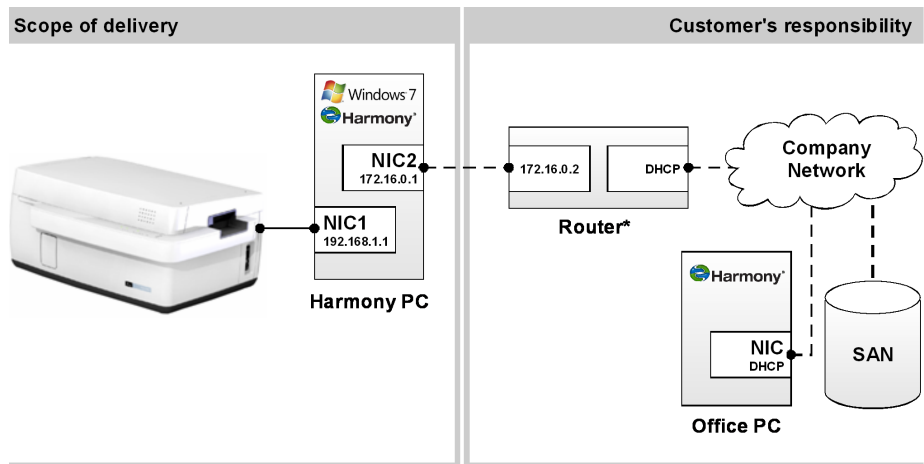 Scope of delivery
Customer's responsibility
Windows 7
Harmony
NIC2
172.16.0.1
NIC1
192.168.1.1
Harmony PC
172.16.0.2
DHCP
Router*
Company
Network
Harmony
NIC
DHCP
Office PC
SAN